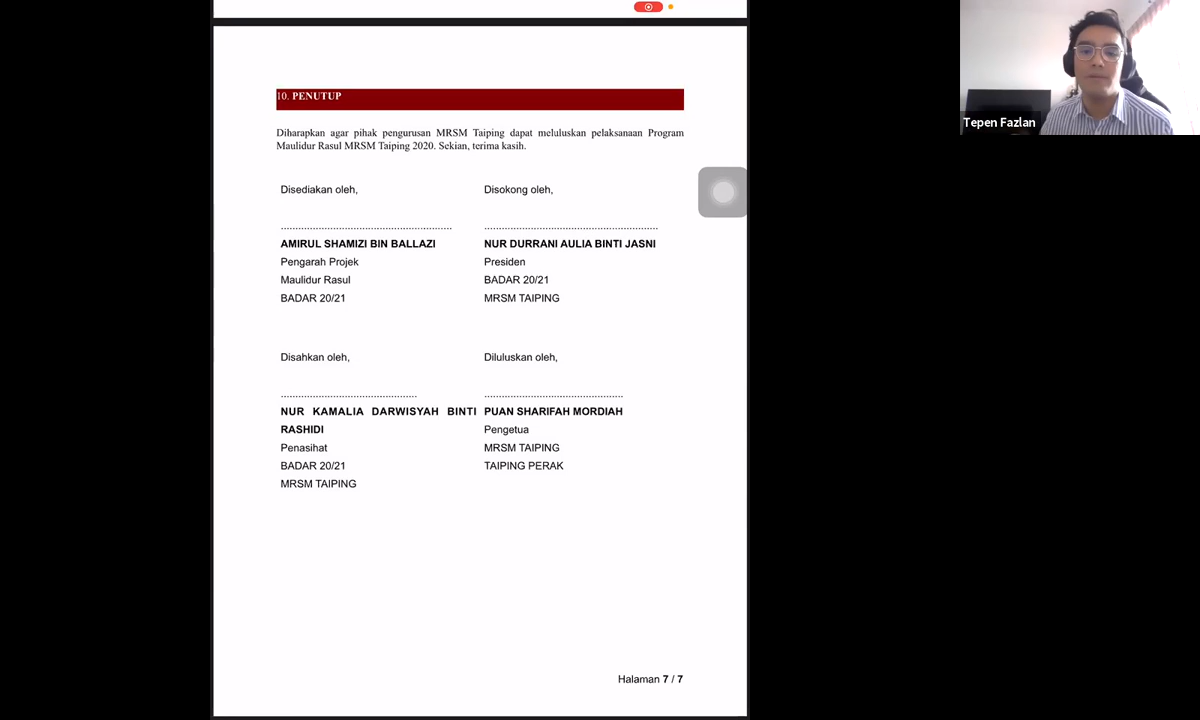 10. PENUTUP
Diharapkan agar pihak pengurusan MRSM Taiping dapat meluluskan pelaksanaan Program
Maulidur Rasul MRSM Taiping 2020. Sekian, terima kasih.
Disediakan oleh,
...........................................................
AMIRUL SHAMIZI BIN BALLAZI
Pengarah Projek
Maulidur Rasul
BADAR 20/21
Disokong oleh,
............................................................
NUR DURRANI AULIA BINTI JASNI
Presiden
BADAR 20/21
MRSM TAIPING
Disahkan oleh,
...............................................
NUR KAMALIA DARWISYAH BINTI
RASHIDI
Penasihat
BADAR 20/21
MRSM TAIPING
Diluluskan oleh,
................................................
PUAN SHARIFAH MORDIAH
Pengetua
MRSM TAIPING
TAIPING PERAK
Halaman 7 / 7
Tepen Fazlan